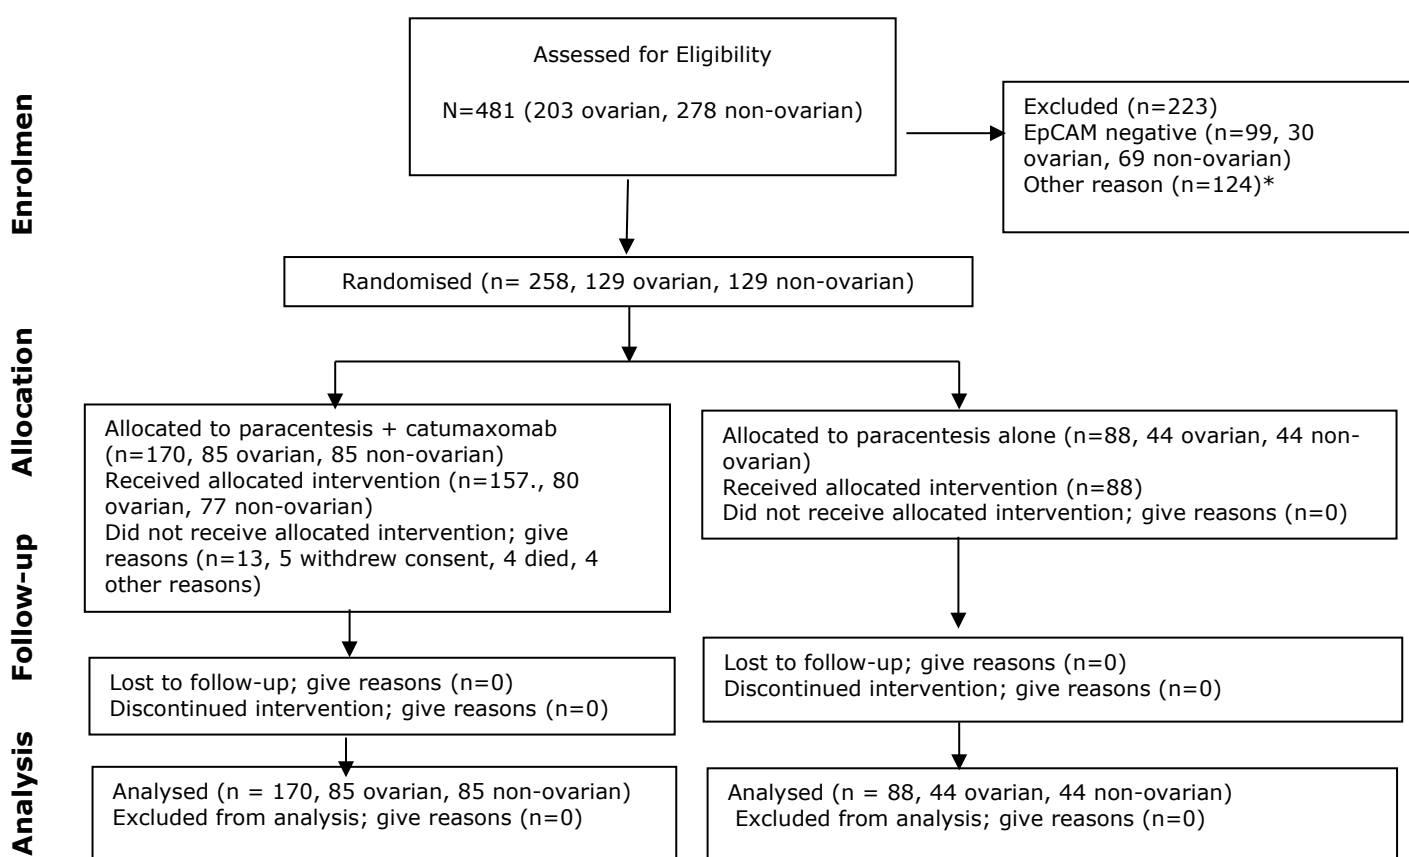 Enrolmen
Assessed for Eligibility
N=481 (203 ovarian, 278 non-ovarian)
Excluded (n=223)
EpCAM negative (n=99, 30
ovarian, 69 non-ovarian)
Other reason (n=124)*
Randomised (n= 258, 129 ovarian, 129 non-ovarian)
Allocation
Allocated to paracentesis + catumaxomab
(n=170, 85 ovarian, 85 non-ovarian)
Received allocated intervention (n=157., 80
ovarian, 77 non-ovarian)
Did not receive allocated intervention; give
reasons (n=13, 5 withdrew consent, 4 died, 4
other reasons)
Allocated to paracentesis alone (n=88, 44 ovarian, 44 non-
ovarian)
Received allocated intervention (n=88)
Did not receive allocated intervention; give reasons (n=0)
Follow-up
Lost to follow-up; give reasons (n=0)
Discontinued intervention; give reasons (n=0)
Lost to follow-up; give reasons (n=0)
Discontinued intervention; give reasons (n=0)
Analysis
Analysed (n = 170, 85 ovarian, 85 non-ovarian)
Excluded from analysis; give reasons (n=0)
Analysed (n = 88, 44 ovarian, 44 non-ovarian)
Excluded from analysis; give reasons (n=0)